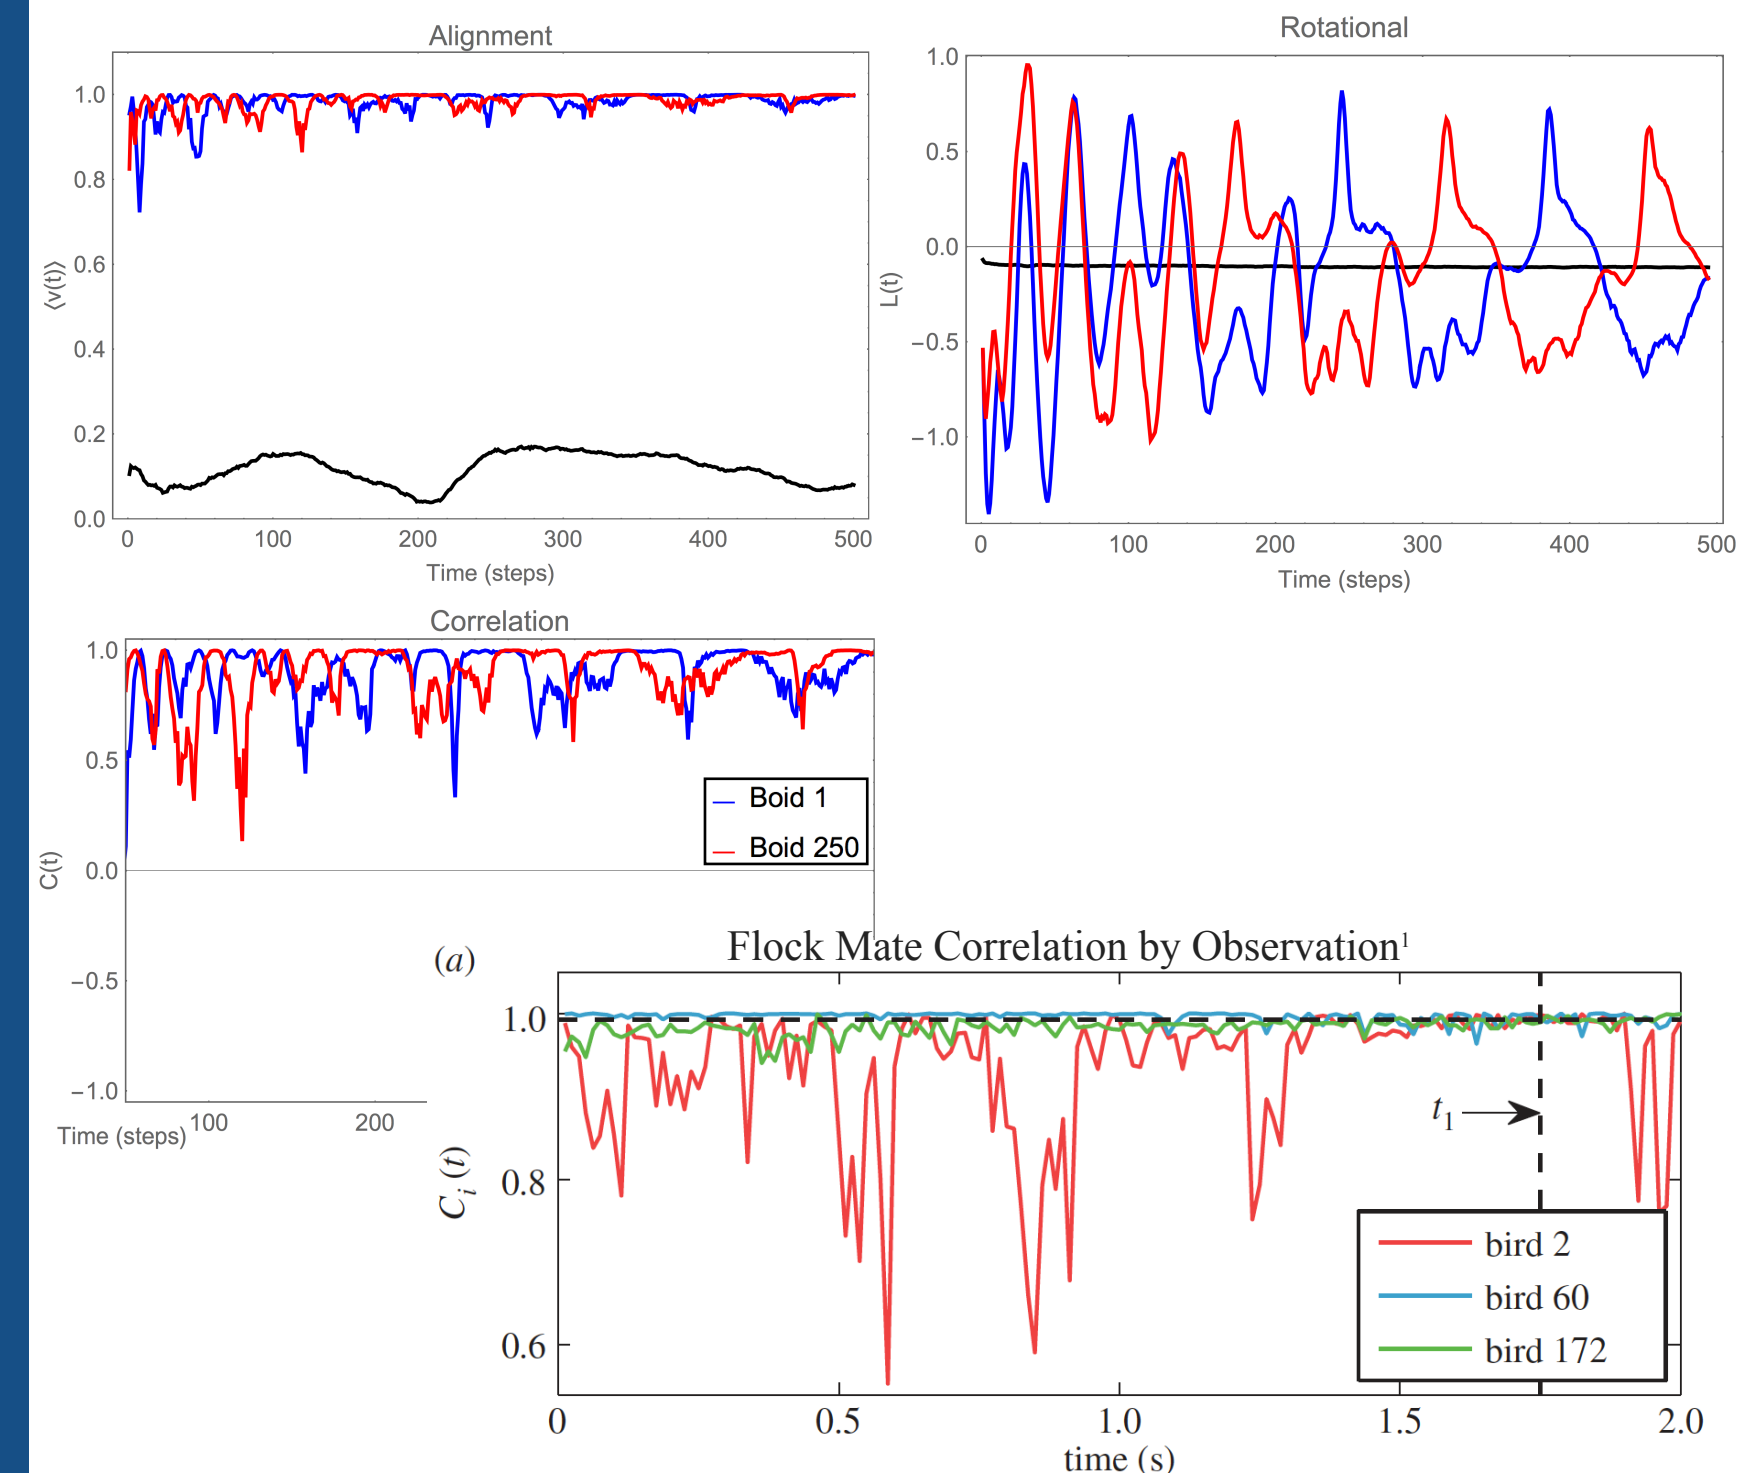 Alignment
1.0
0.8
0.6
0.4
0.2
0.0
⟨v(t)⟩
0 100 200 300 400 500
Time (steps)
Rotational
1.0
0.5
0.0
−0.5
−1.0
L(t)
0 100 200 300 400 500
Time (steps)
Correlation
1.0
0.5
0.0
−0.5
−1.0
C(t)
Boid 1
Boid 250
100 200
Time (steps)
(a)
Flock Mate Correlation by Observation¹
1.0
0.8
0.6
Cᵢ (t)
t₁
bird 2
bird 60
bird 172
0 0.5 1.0 1.5 2.0
time (s)